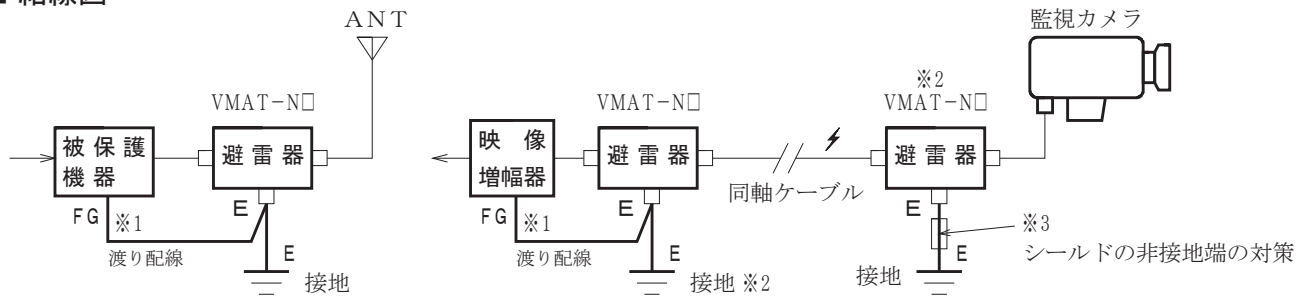 結線図
ANT
監視カメラ
VMAT-N□
VMAT-N□
※2
VMAT-N□
被保護
機器
避雷器
映像
増幅器
避雷器
避雷器
同軸ケーブル
FG
※1
E
渡り配線
E
接地
FG
※1
E
渡り配線
E
接地※2
E
※3
シールドの非接地端の対策
E
接地